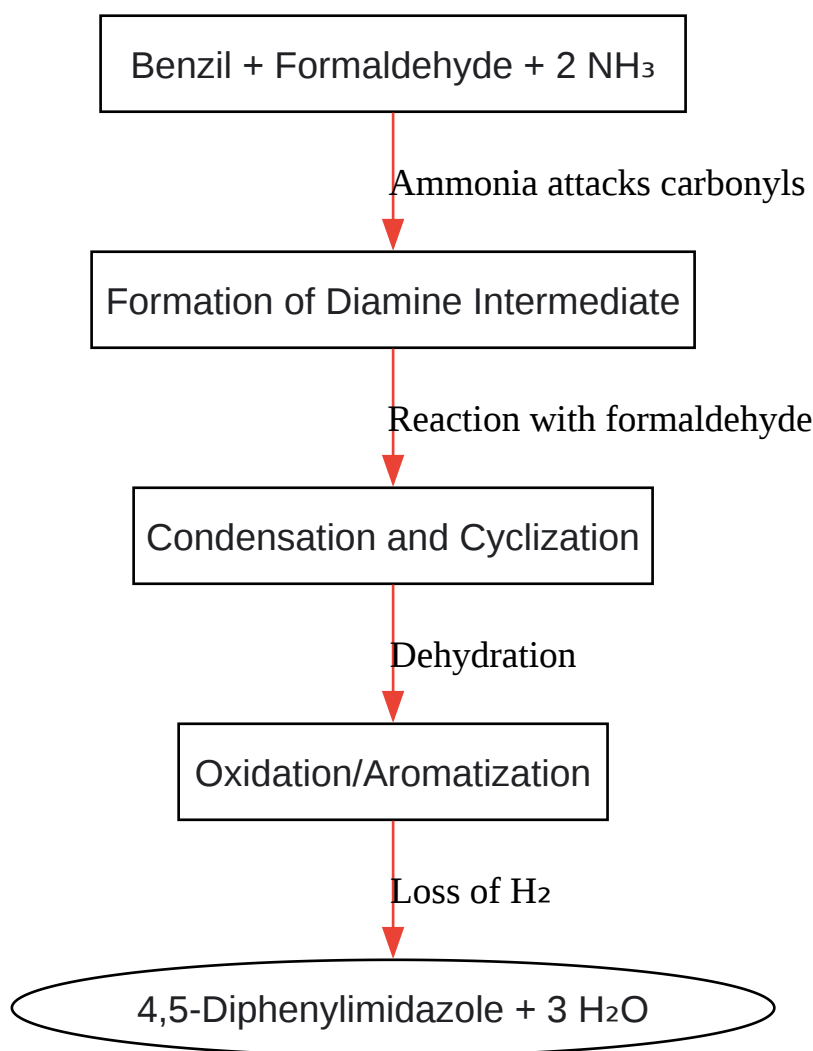 Benzil + Formaldehyde + 2 NH₃
Ammonia attacks carbonyls
Formation of Diamine Intermediate
Reaction with formaldehyde
Condensation and Cyclization
Dehydration
Oxidation/Aromatization
Loss of H₂
4,5-Diphenylimidazole + 3 H₂O